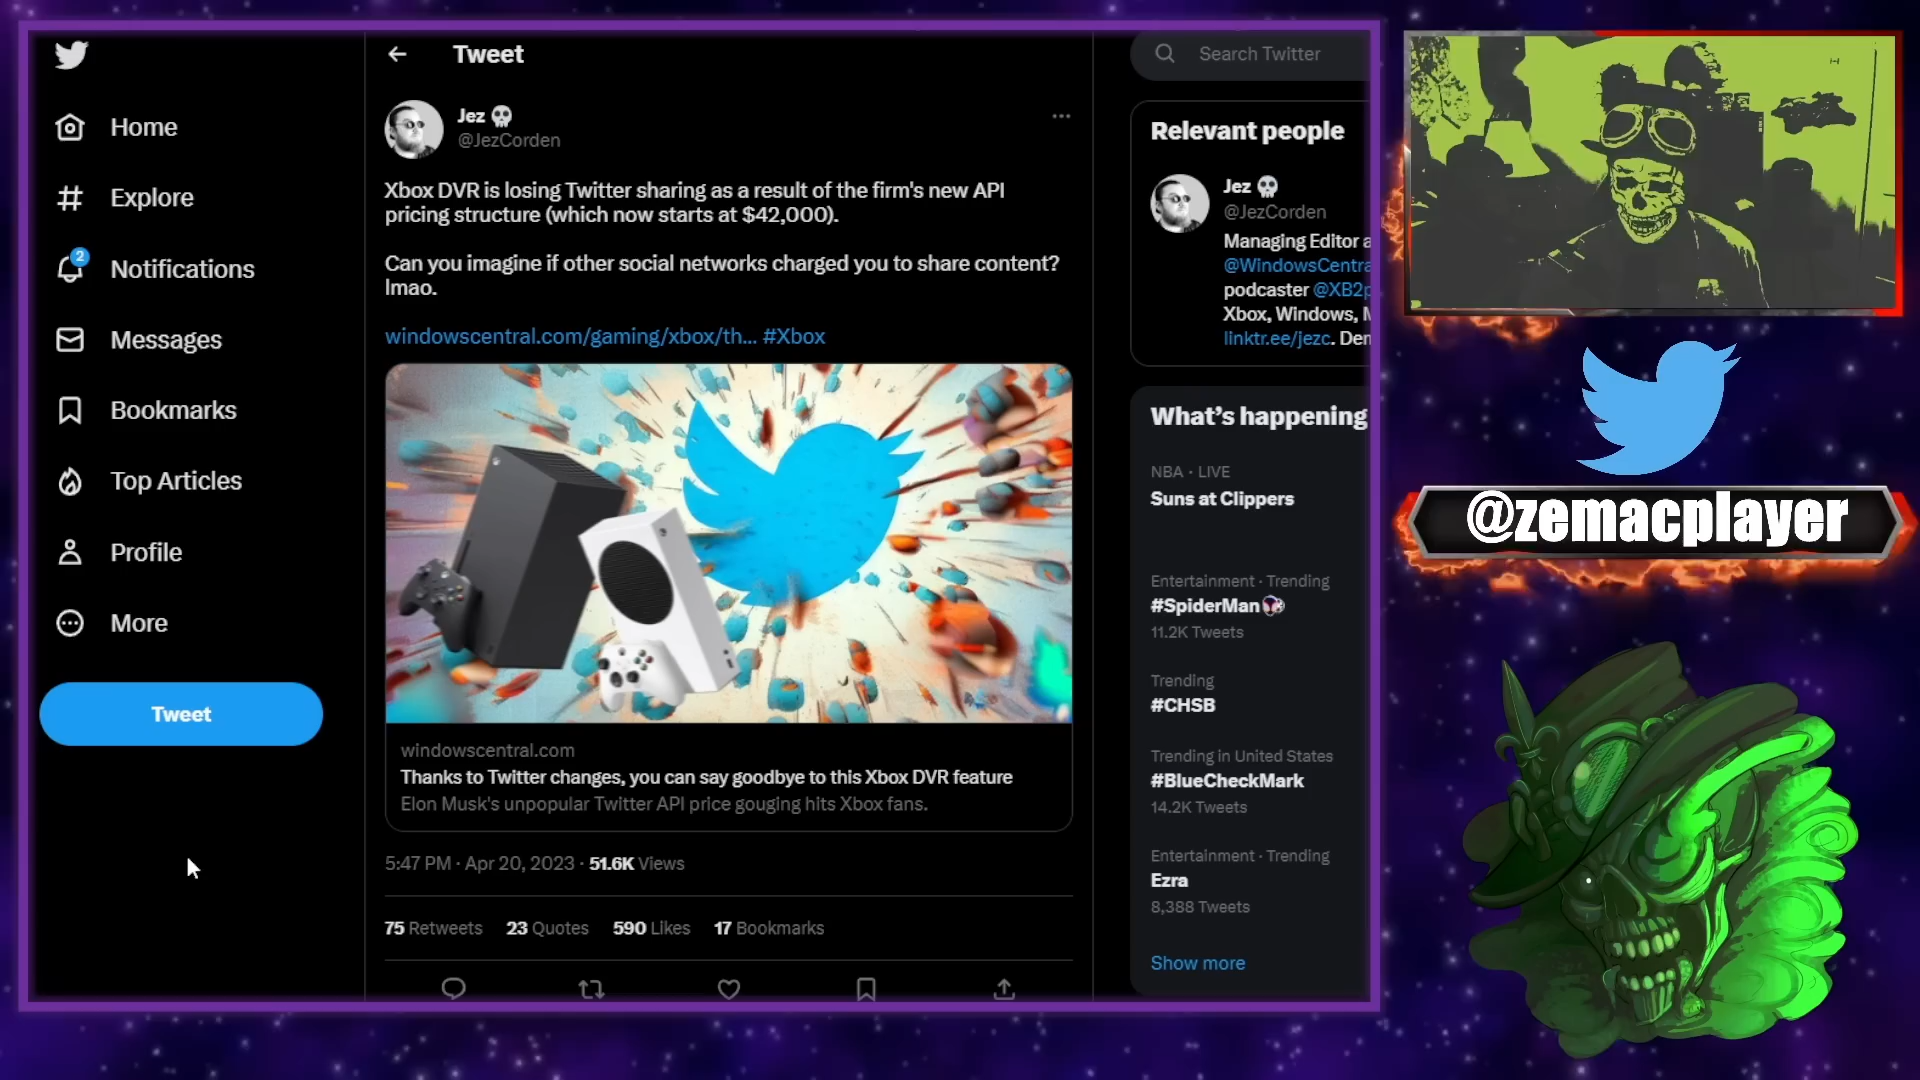 Home
Explore
2
Notifications
Messages
Bookmarks
Top Articles
Profile
More
Tweet
Tweet
Jez
@JezCorden
Xbox DVR is losing Twitter sharing as a result of the firm's new API
pricing structure (which now starts at $42,000).
Can you imagine if other social networks charged you to share content?
lmao.
windowscentral.com/gaming/xbox/th... #Xbox
windowscentral.com
Thanks to Twitter changes, you can say goodbye to this Xbox DVR feature
Elon Musk's unpopular Twitter API price gouging hits Xbox fans.
5:47 PM · Apr 20, 2023 · 51.6K Views
75 Retweets 23 Quotes 590 Likes 17 Bookmarks
Search Twitter
Relevant people
Jez
@JezCorden
Managing Editor
@WindowsCentra
podcaster @XB2
Xbox, Windows,
linktr.ee/jezc. Den
What's happening
NBA · LIVE
Suns at Clippers
Entertainment · Trending
#SpiderMan
11.2K Tweets
Trending
#CHSB
Trending in United States
#BlueCheckMark
14.2K Tweets
Entertainment · Trending
Ezra
8,388 Tweets
Show more
@zemacplayer